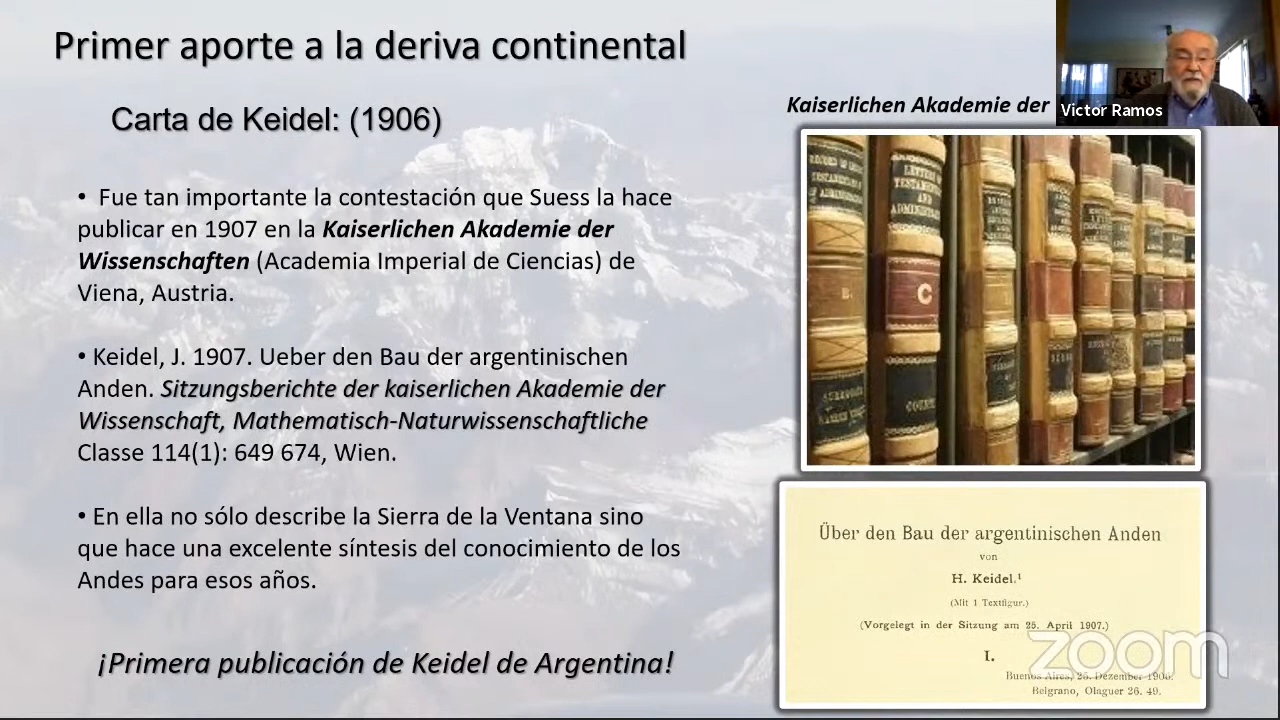 Primer aporte a la deriva continental
Carta de Keidel: (1906)
• Fue tan importante la contestación que Suess la hace
publicar en 1907 en la Kaiserlichen Akademie der
Wissenschaften (Academia Imperial de Ciencias) de
Viena, Austria.
• Keidel, J. 1907. Ueber den Bau der argentinischen
Anden. Sitzungsberichte der kaiserlichen Akademie der
Wissenschaft, Mathematisch-Naturwissenschaftliche
Classe 114(1): 649 674, Wien.
• En ella no sólo describe la Sierra de la Ventana sino
que hace una excelente síntesis del conocimiento de los
Andes para esos años.
¡Primera publicación de Keidel de Argentina!
Kaiserlichen Akademie der
Victor Ramos
LETTERS
TESTAMENTARY
AND
C
COUNTY
Über den Bau der argentinischen Anden
von
H. Keidel.¹
(Mit 1 Textfigur.)
(Vorgelegt in der Sitzung am 25. April 1907.)
I.
Buenos Aires, 26. Dezember 1906.
Belgrano, Olaguer 26. 49.
zoom